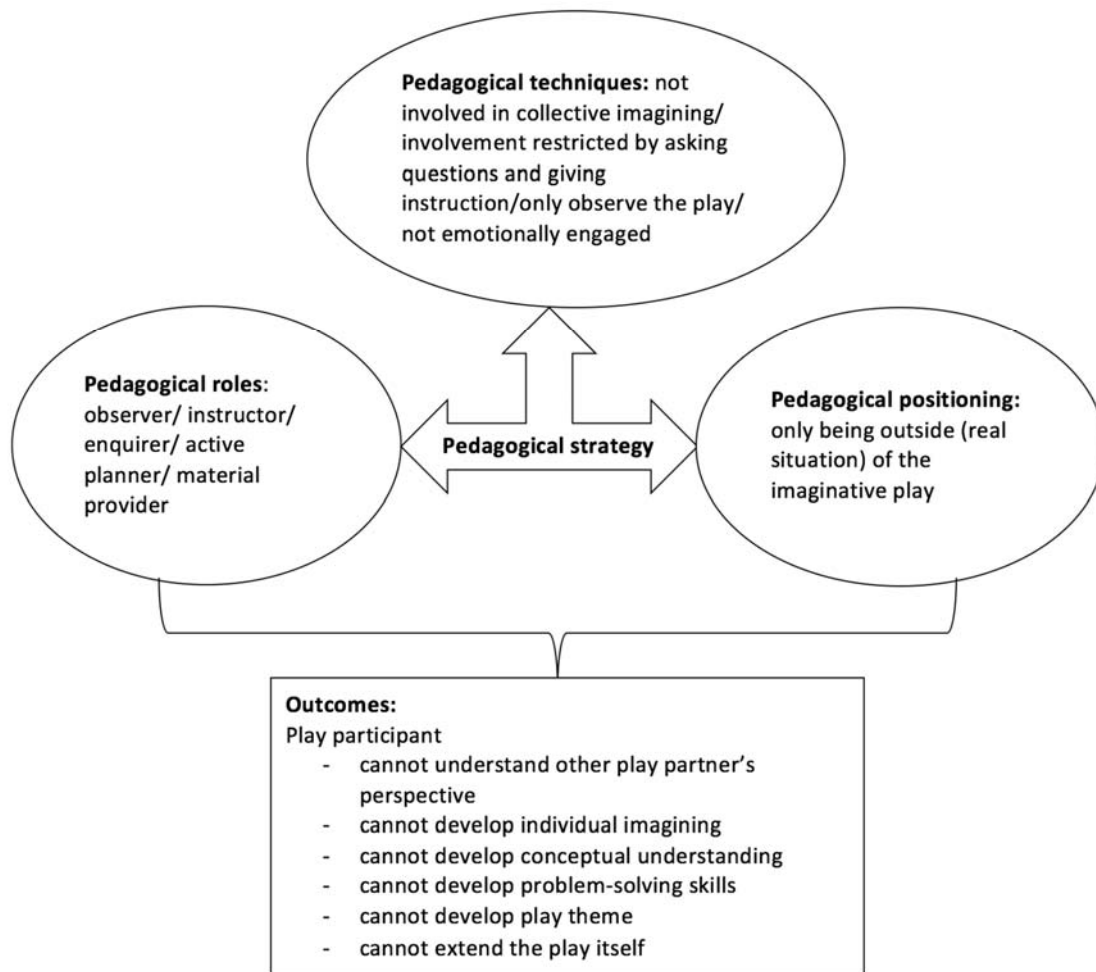 Pedagogical techniques: not
involved in collective imagining/
involvement restricted by asking
questions and giving
instruction/only observe the play/
not emotionally engaged
Pedagogical roles:
observer/ instructor/
enquirer/ active
planner/ material
provider
Pedagogical strategy
Pedagogical positioning:
only being outside (real
situation) of the
imaginative play
Outcomes:
Play participant
- cannot understand other play partner’s
perspective
- cannot develop individual imagining
- cannot develop conceptual understanding
- cannot develop problem-solving skills
- cannot develop play theme
- cannot extend the play itself